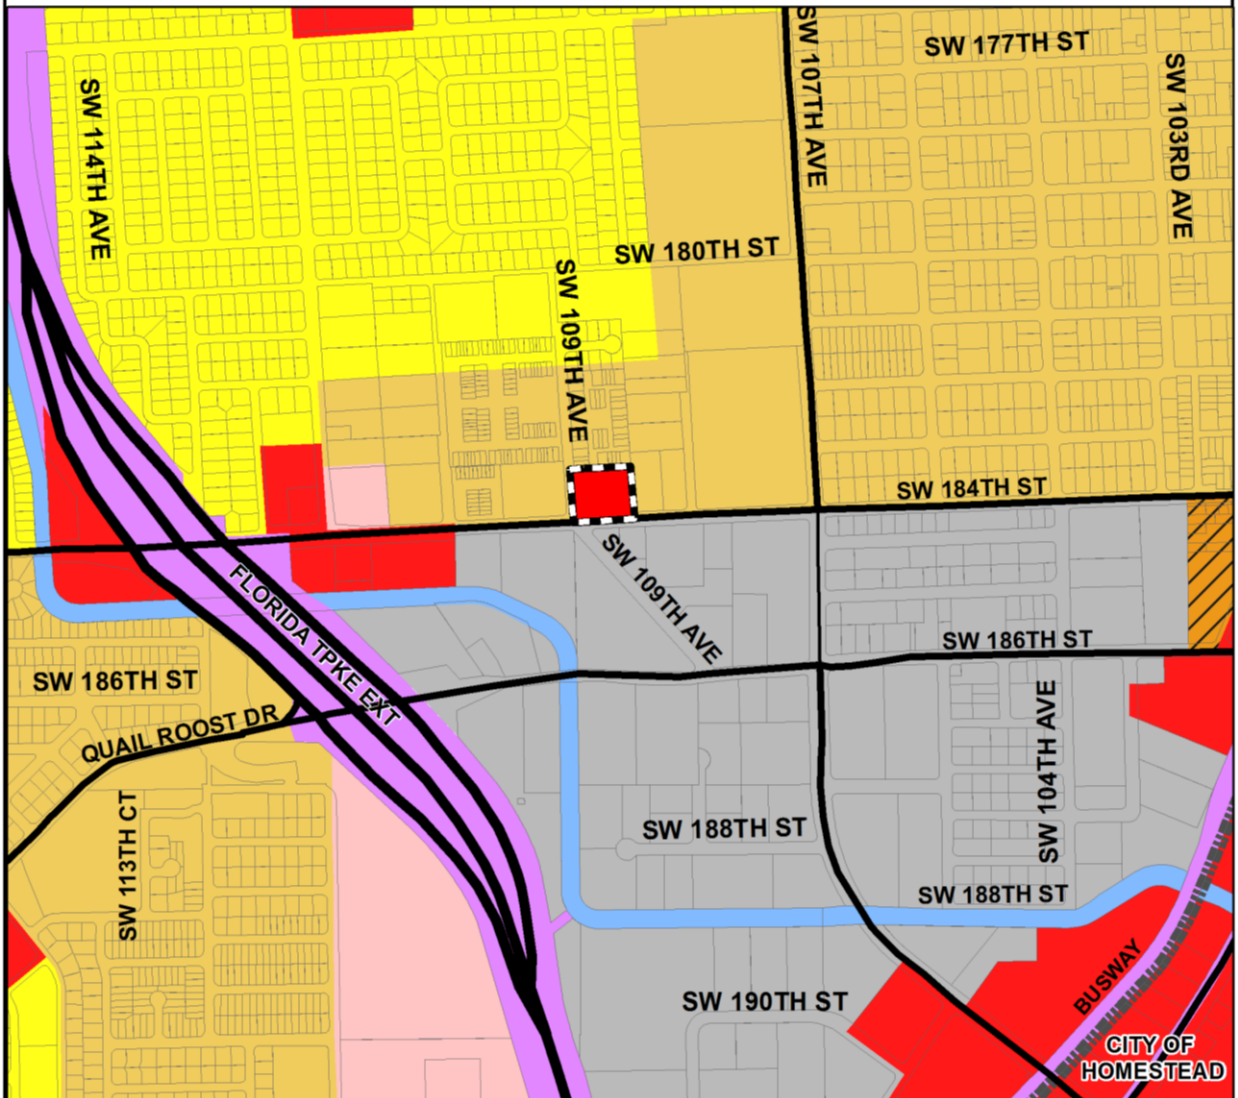 SW 107TH AVE
SW 177TH ST
SW 103RD AVE
SW 114TH AVE
SW 180TH ST
SW 109TH AVE
SW 184TH ST
SW 109TH AVE
FLORIDA TPKE EXT
SW 186TH ST
SW 186TH ST
QUAIL ROOST DR
SW 104TH AVE
SW 113TH CT
SW 188TH ST
SW 188TH ST
BUSWAY
SW 190TH ST
CITY OF
HOMESTEAD